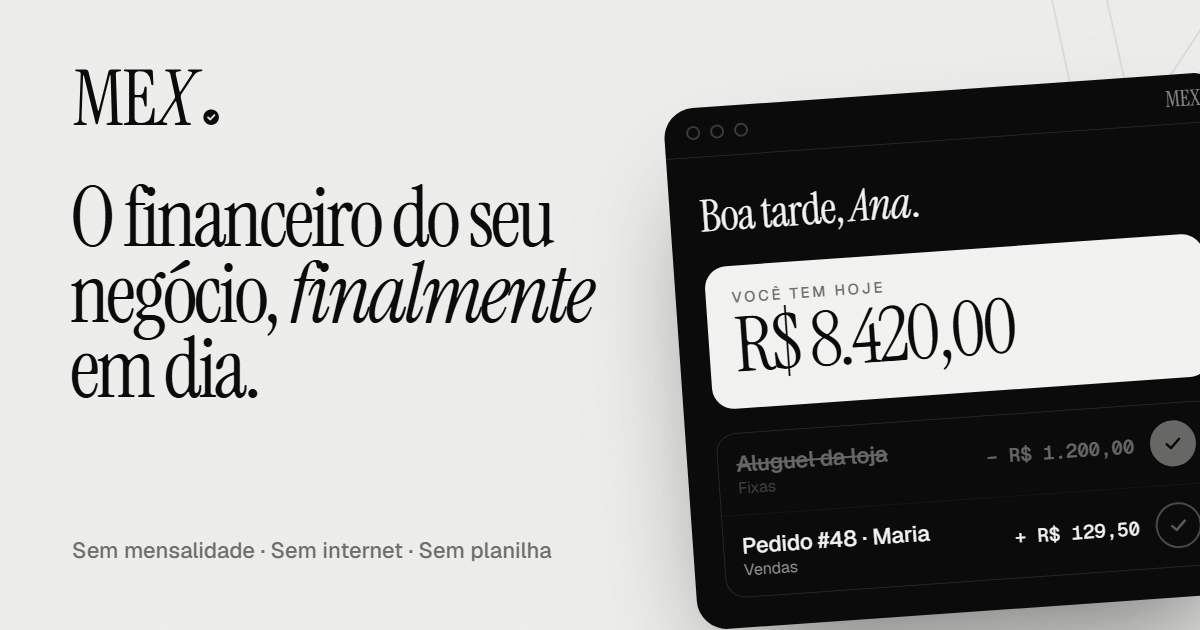 MEX.
O financeiro do seu
negócio, finalmente
em dia.
Sem mensalidade · Sem internet · Sem planilha
MEX
Boa tarde, Ana.
VOCÊ TEM HOJE
R$ 8.420,00
Aluguel da loja
Fixas
− R$ 1.200,00
Pedido #48 · Maria
Vendas
+ R$ 129,50